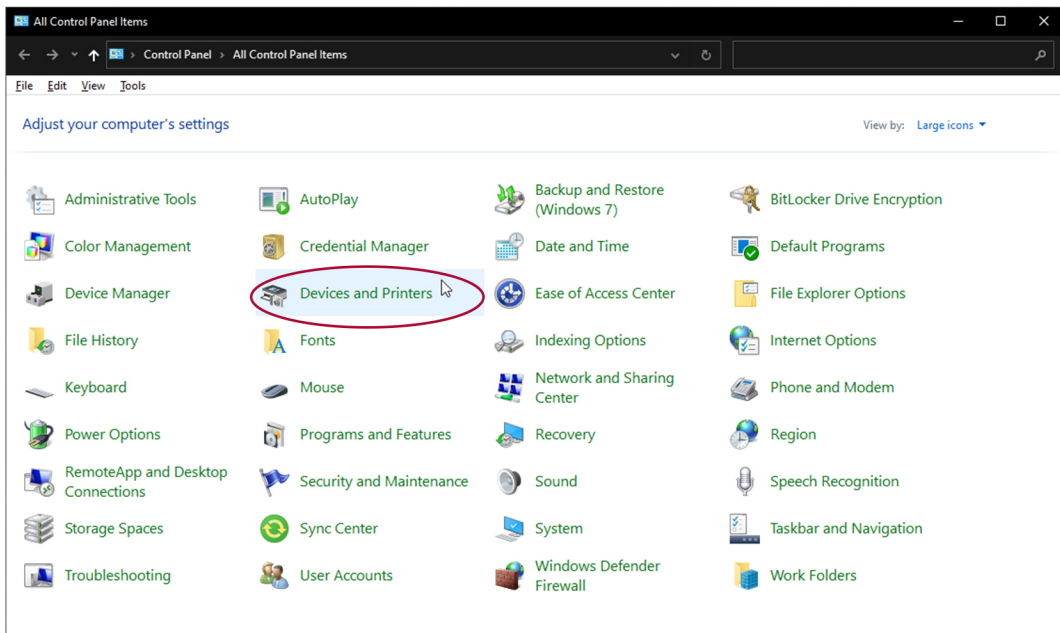 All Control Panel Items
Control Panel > All Control Panel Items
File Edit View Tools
Adjust your computer's settings
View by: Large icons
Administrative Tools
AutoPlay
Backup and Restore
(Windows 7)
BitLocker Drive Encryption
Color Management
Credential Manager
Date and Time
Default Programs
Device Manager
Devices and Printers
Ease of Access Center
File Explorer Options
File History
Fonts
Indexing Options
Internet Options
Keyboard
Mouse
Network and Sharing
Center
Phone and Modem
Power Options
Programs and Features
Recovery
Region
RemoteApp and Desktop
Connections
Security and Maintenance
Sound
Speech Recognition
Storage Spaces
Sync Center
System
Taskbar and Navigation
Troubleshooting
User Accounts
Windows Defender
Firewall
Work Folders